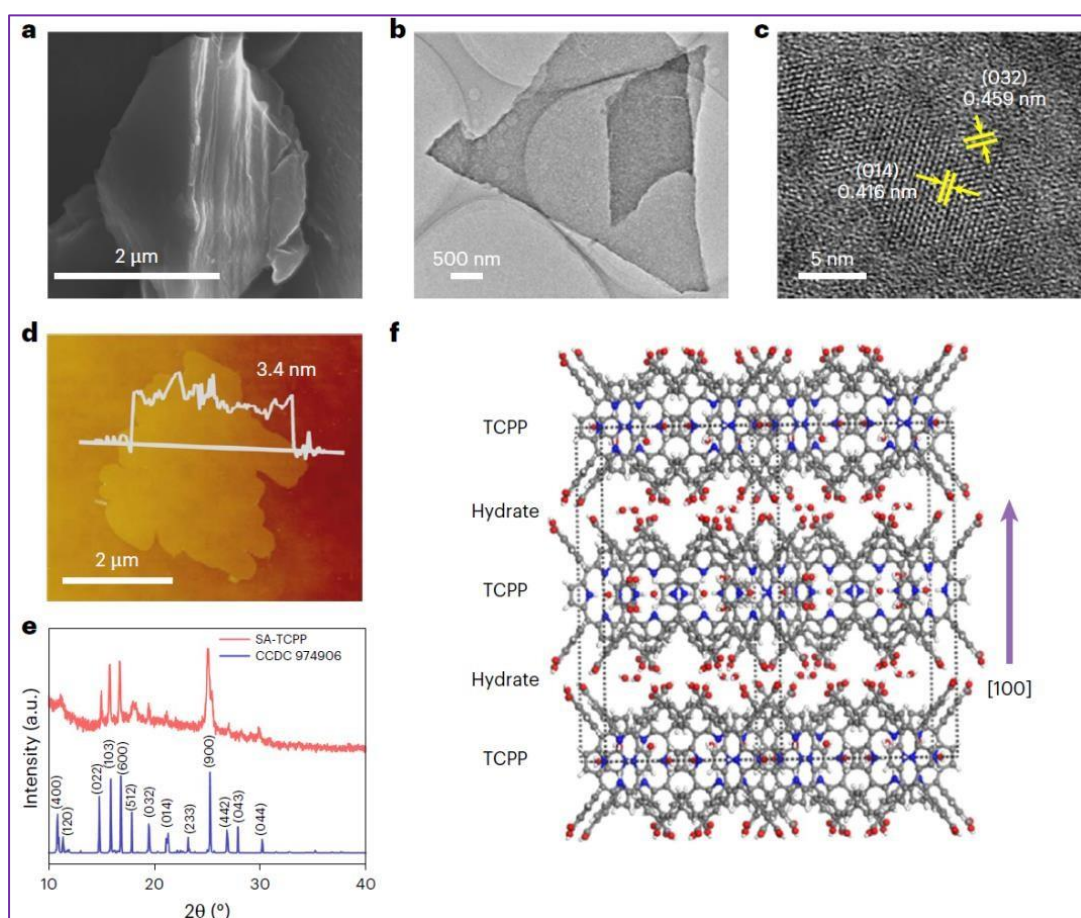 a
2 μm
b
500 nm
c
(032)
0.459 nm
(014)
0.416 nm
5 nm
d
3.4 nm
2 μm
e
SA-TCPP
CCDC 974906
(400)
(120)
(022)
(103)
(600)
(512)
(032)
(014)
(233)
(900)
(442)
(043)
(044)
Intensity (a.u.)
10
20
30
40
2θ (°)
f
TCPP
Hydrate
TCPP
Hydrate
TCPP
[100]